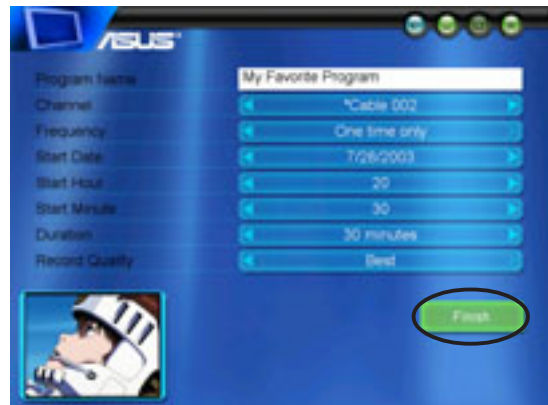 ASUS
Program Name
My Favorite Program
Channel
*Cable 002
Frequency
One time only
Start Date
7/26/2003
Start Hour
20
Start Minute
30
Duration
30 minutes
Record Quality
Best
Finish